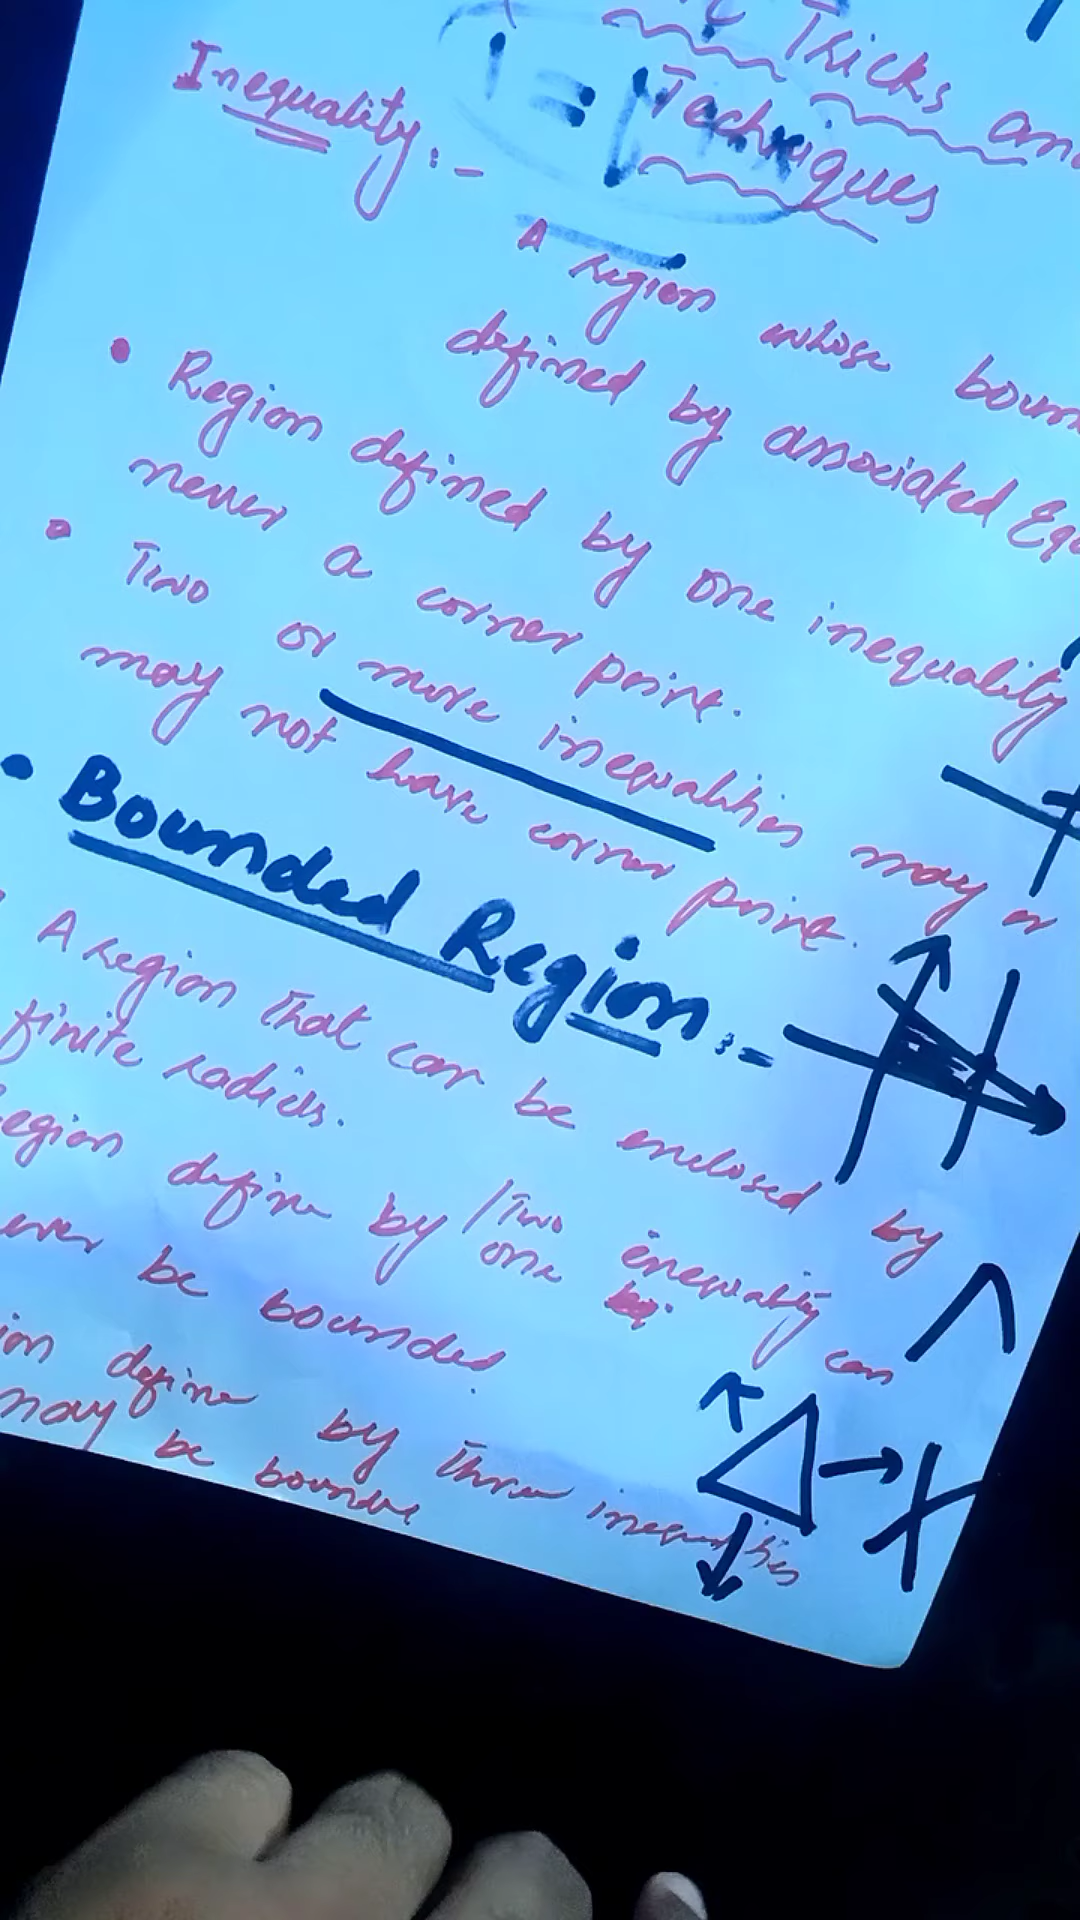 Tricks and
Techniques
Inequality :-
A region whose boun
defined by associated Equ
• Region defined by one inequality
never a corner point.
• Two or more inequalities may or
may not have corner point.
• Bounded Region :-
A region that can be enclosed by
finite radius.
egion define by one / Two inequality can
ever be bounded.
ion define by three inequalities
may be bounde